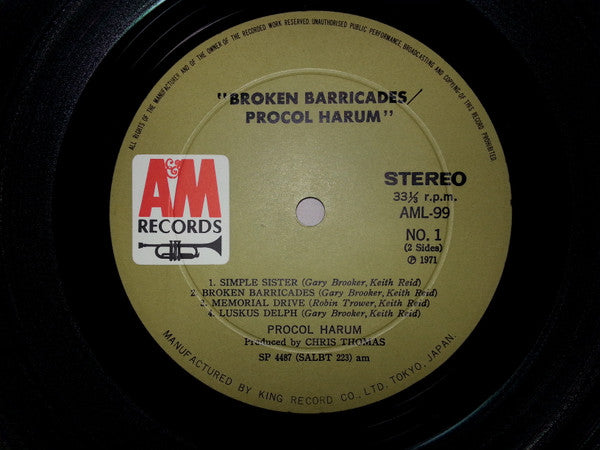 ALL RIGHTS OF THE MANUFACTURER AND OF THE OWNER OF THE RECORDED WORK RESERVED. UNAUTHORISED PUBLIC PERFORMANCE, BROADCASTING AND COPYING OF THIS RECORD PROHIBITED
"BROKEN BARRICADES/
PROCOL HARUM"
A&M
RECORDS
STEREO
33⅓ r.p.m.
AML-99
NO. 1
(2 Sides)
℗ 1971
1. SIMPLE SISTER (Gary Brooker, Keith Reid)
2. BROKEN BARRICADES (Gary Brooker, Keith Reid)
3. MEMORIAL DRIVE (Robin Trower, Keith Reid)
4. LUSKUS DELPH (Gary Brooker, Keith Reid)
PROCOL HARUM
Produced by CHRIS THOMAS
SP 4487 (SALBT 223) am
MANUFACTURED BY KING RECORD CO., LTD. TOKYO, JAPAN.